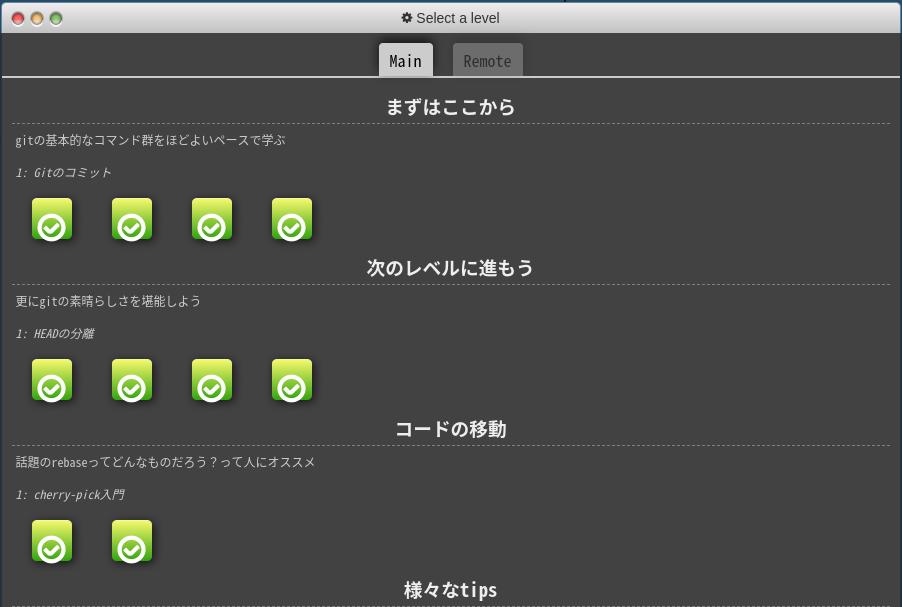 Select a level
Main Remote
まずはここから
gitの基本的なコマンド群をほどよいペースで学ぶ
1: Gitのコミット
次のレベルに進もう
更にgitの素晴らしさを堪能しよう
1: HEADの分離
コードの移動
話題のrebaseってどんなものだろう？って人にオススメ
1: cherry-pick入門
様々なtips